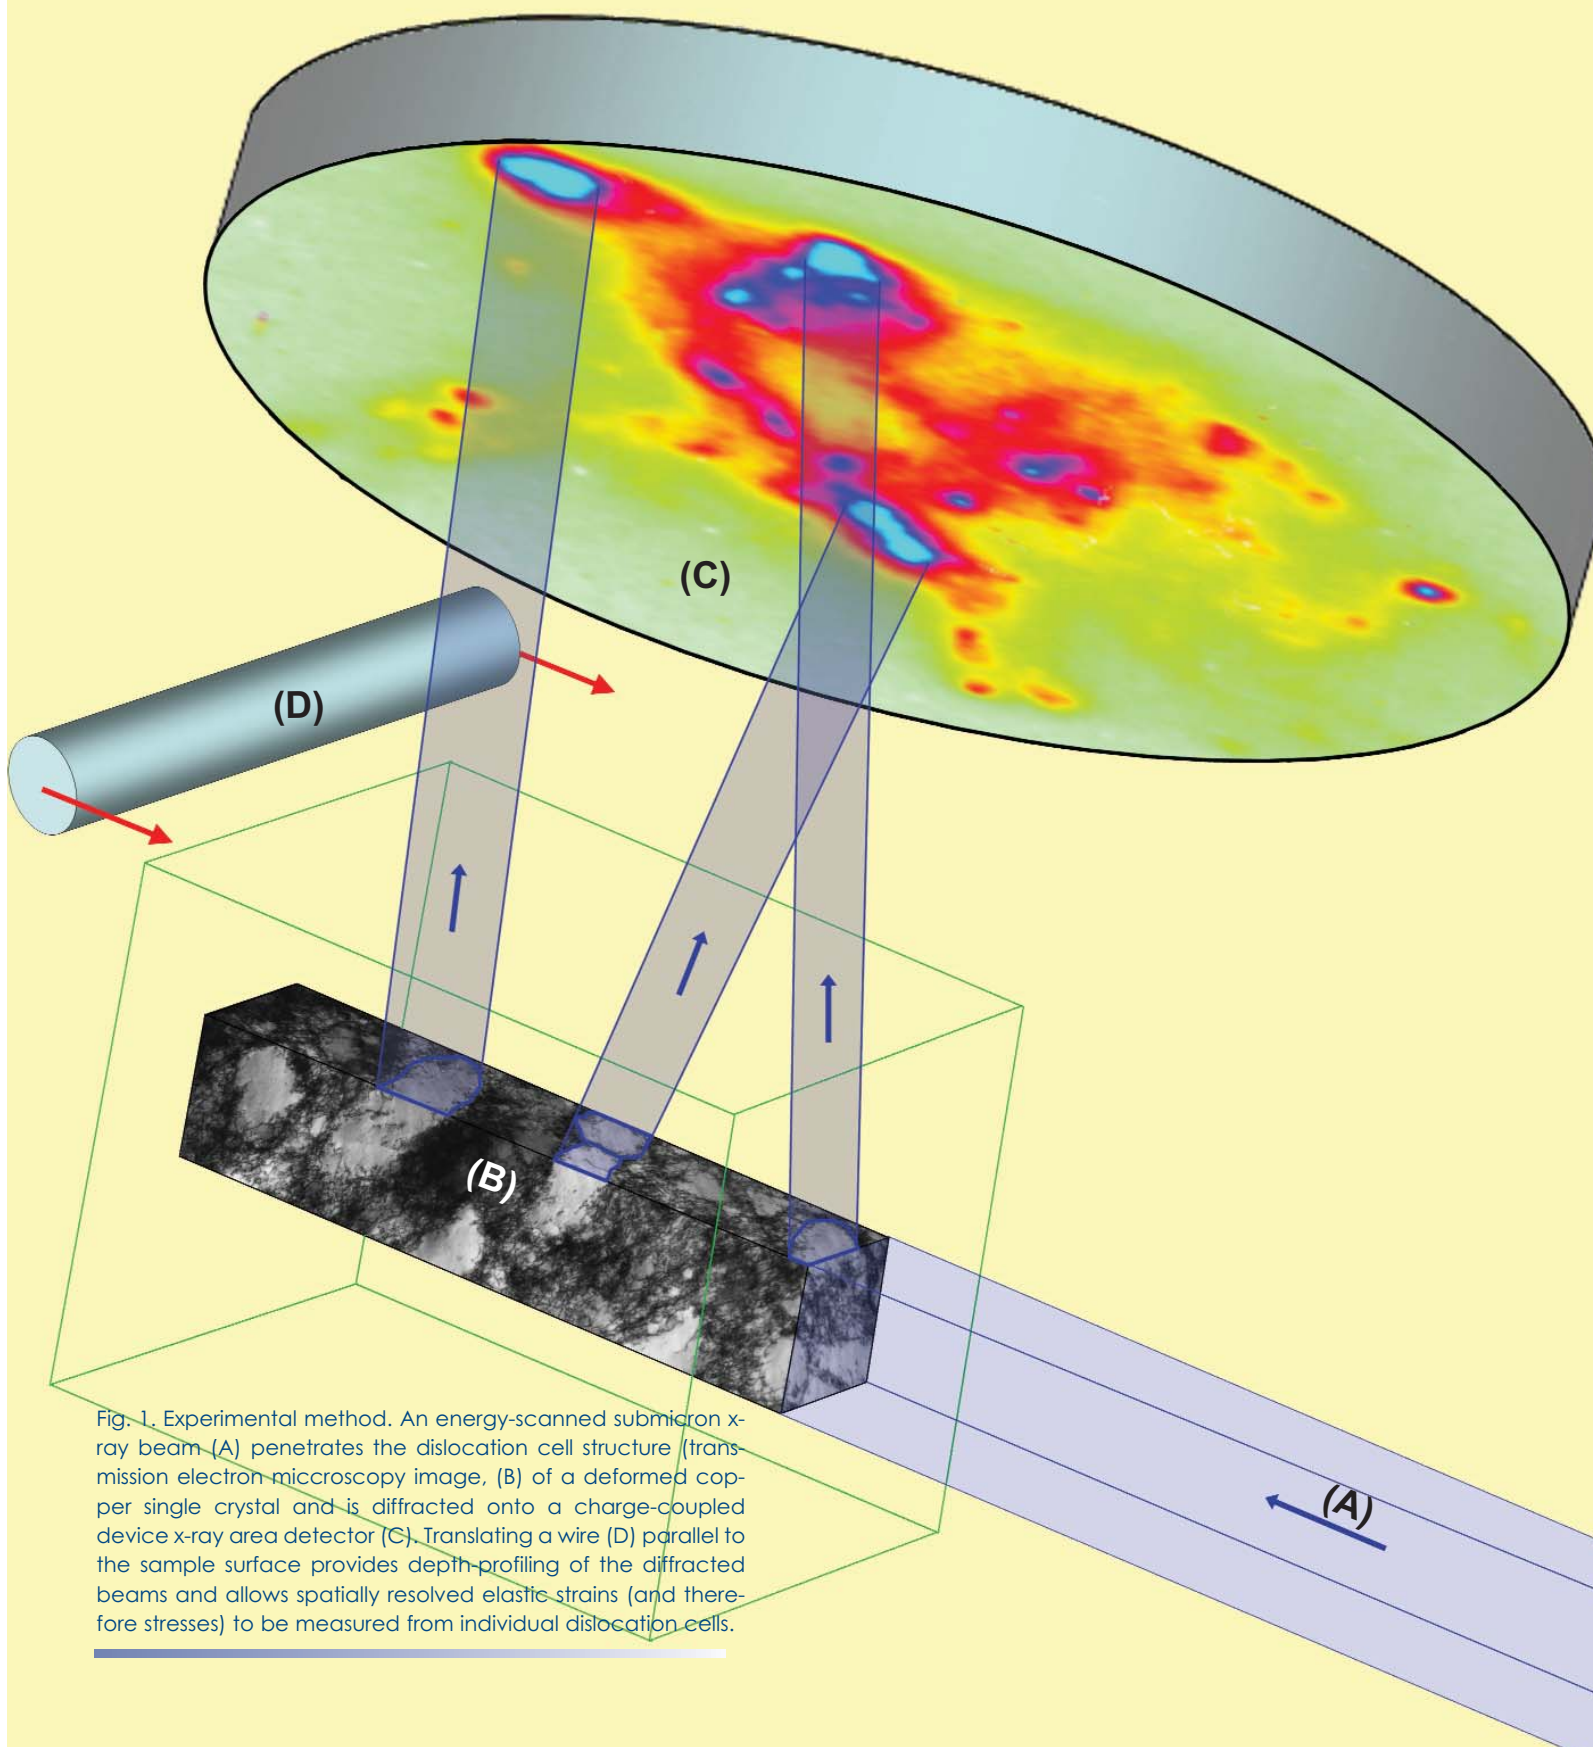 (C)
(D)
(B)
(A)
Fig. 1. Experimental method. An energy-scanned submicron x-
ray beam (A) penetrates the dislocation cell structure (trans-
mission electron miccroscopy image, (B) of a deformed cop-
per single crystal and is diffracted onto a charge-coupled
device x-ray area detector (C). Translating a wire (D) parallel to
the sample surface provides depth-profiling of the diffracted
beams and allows spatially resolved elastic strains (and there-
fore stresses) to be measured from individual dislocation cells.